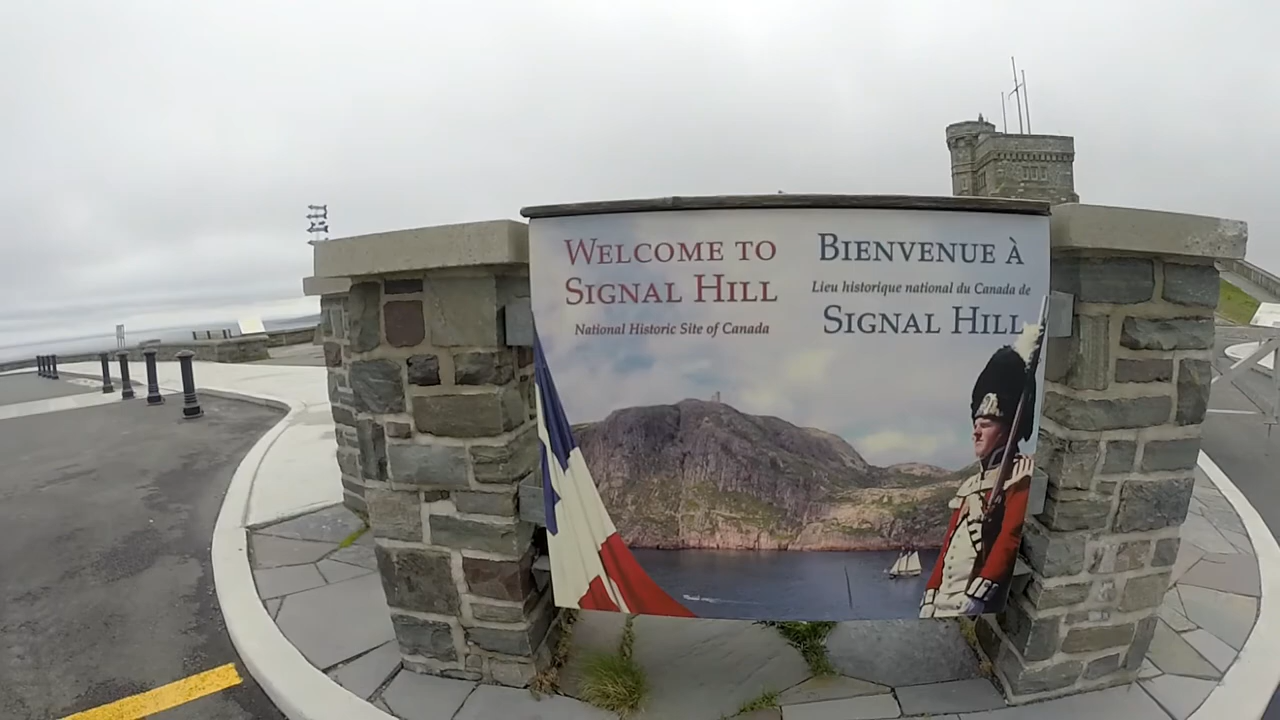 WELCOME TO
SIGNAL HILL
National Historic Site of Canada
BIENVENUE À
Lieu historique national du Canada de
SIGNAL HILL